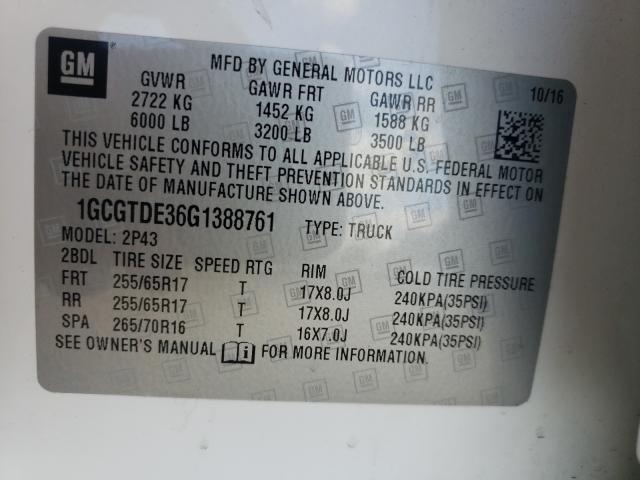 GM
MFD BY GENERAL MOTORS LLC
10/16
GVWR GAWR FRT GAWR RR
2722 KG 1452 KG 1588 KG
6000 LB 3200 LB 3500 LB
THIS VEHICLE CONFORMS TO ALL APPLICABLE U.S. FEDERAL MOTOR
VEHICLE SAFETY AND THEFT PREVENTION STANDARDS IN EFFECT ON
THE DATE OF MANUFACTURE SHOWN ABOVE.
1GCGTDE36G1388761 TYPE: TRUCK
MODEL: 2P43
2BDL TIRE SIZE SPEED RTG RIM COLD TIRE PRESSURE
FRT 255/65R17 T 17X8.0J 240KPA(35PSI)
RR 255/65R17 T 17X8.0J 240KPA(35PSI)
SPA 265/70R16 T 16X7.0J 240KPA(35PSI)
SEE OWNER'S MANUAL FOR MORE INFORMATION.